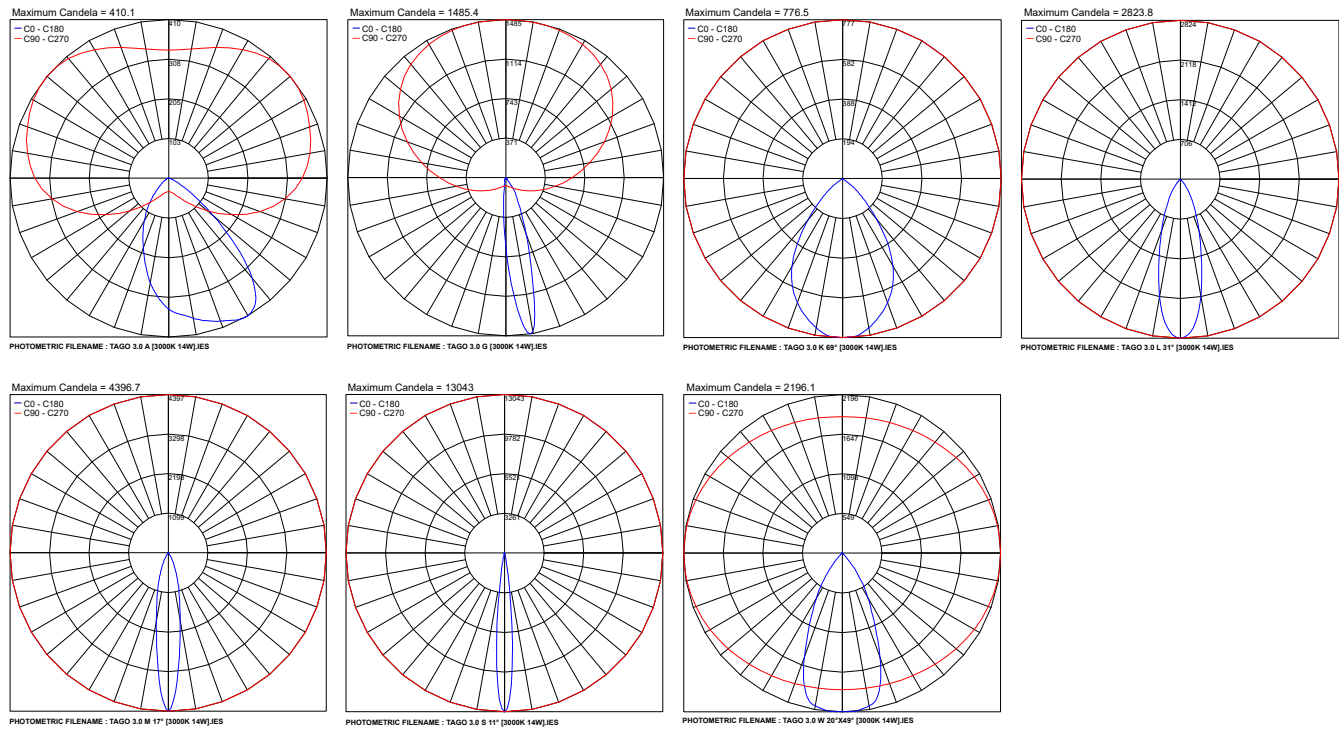 Maximum Candela = 410.1
C0 - C180
C90 - C270
410
308
205
103
PHOTOMETRIC FILENAME : TAGO 3.0 A [3000K 14W].IES
Maximum Candela = 1485.4
C0 - C180
C90 - C270
1485
1114
743
371
PHOTOMETRIC FILENAME : TAGO 3.0 G [3000K 14W].IES
Maximum Candela = 776.5
C0 - C180
C90 - C270
777
582
388
194
PHOTOMETRIC FILENAME : TAGO 3.0 K 69° [3000K 14W].IES
Maximum Candela = 2823.8
C0 - C180
C90 - C270
2824
2118
1412
706
PHOTOMETRIC FILENAME : TAGO 3.0 L 31° [3000K 14W].IES
Maximum Candela = 4396.7
C0 - C180
C90 - C270
4397
3298
2198
1099
PHOTOMETRIC FILENAME : TAGO 3.0 M 17° [3000K 14W].IES
Maximum Candela = 13043
C0 - C180
C90 - C270
13043
9782
6521
3261
PHOTOMETRIC FILENAME : TAGO 3.0 S 11° [3000K 14W].IES
Maximum Candela = 2196.1
C0 - C180
C90 - C270
2196
1647
1098
549
PHOTOMETRIC FILENAME : TAGO 3.0 W 20°X49° [3000K 14W].IES